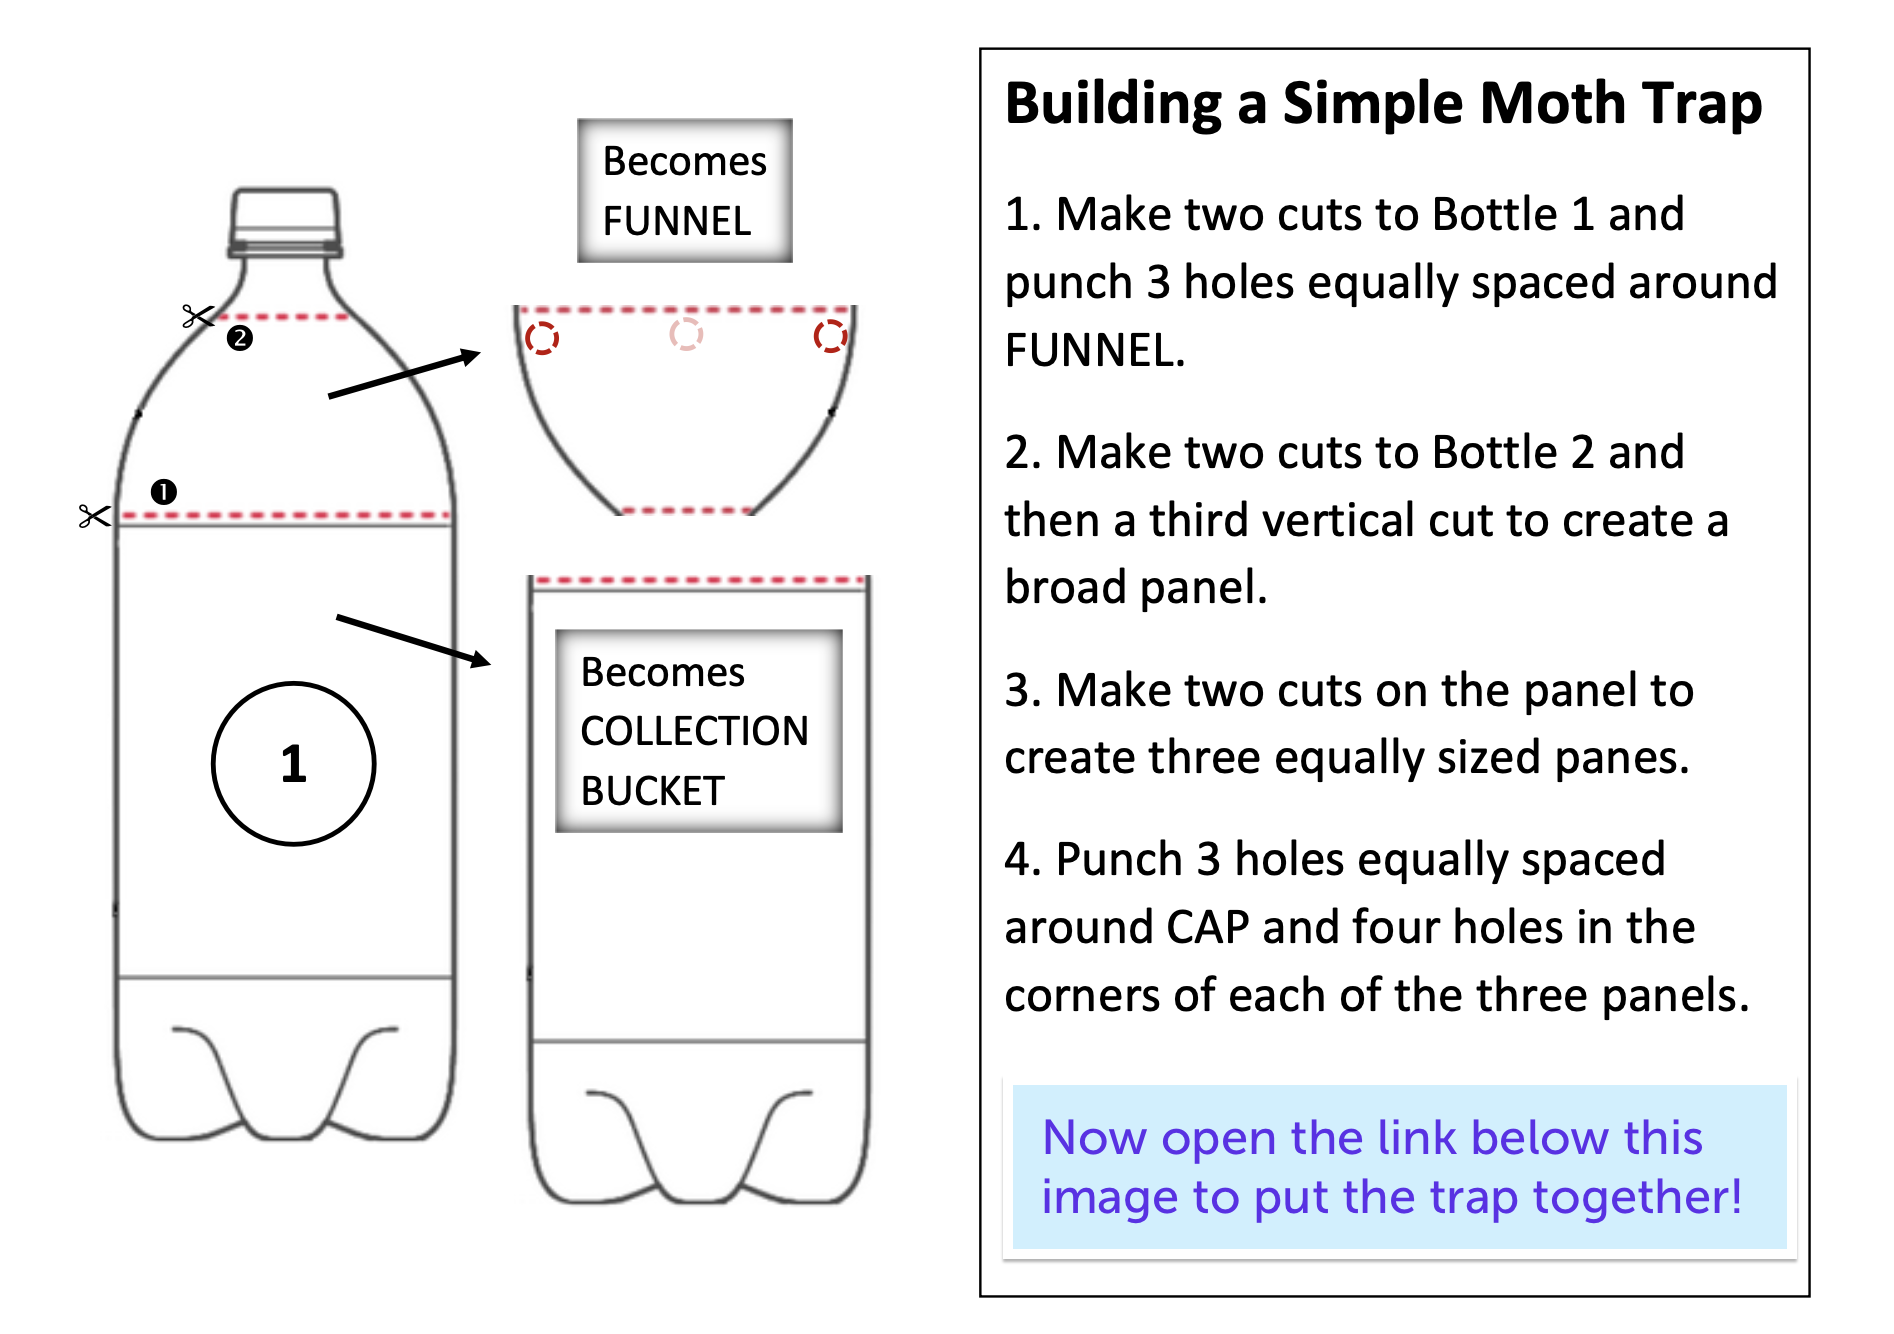 Becomes
FUNNEL
❷
❶
1
Becomes
COLLECTION
BUCKET
Building a Simple Moth Trap
1. Make two cuts to Bottle 1 and
punch 3 holes equally spaced around
FUNNEL.
2. Make two cuts to Bottle 2 and
then a third vertical cut to create a
broad panel.
3. Make two cuts on the panel to
create three equally sized panes.
4. Punch 3 holes equally spaced
around CAP and four holes in the
corners of each of the three panels.
Now open the link below this
image to put the trap together!